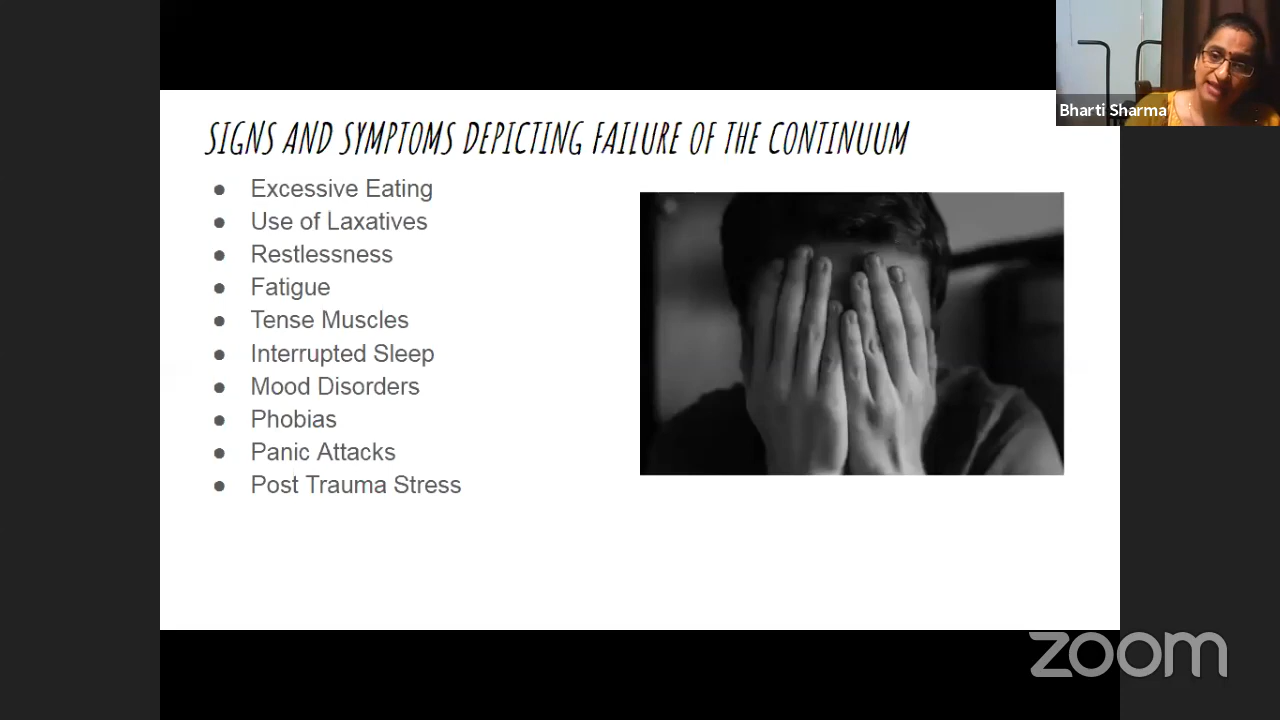 Bharti Sharma
SIGNS AND SYMPTOMS DEPICTING FAILURE OF THE CONTINUUM
● Excessive Eating
● Use of Laxatives
● Restlessness
● Fatigue
● Tense Muscles
● Interrupted Sleep
● Mood Disorders
● Phobias
● Panic Attacks
● Post Trauma Stress
zoom